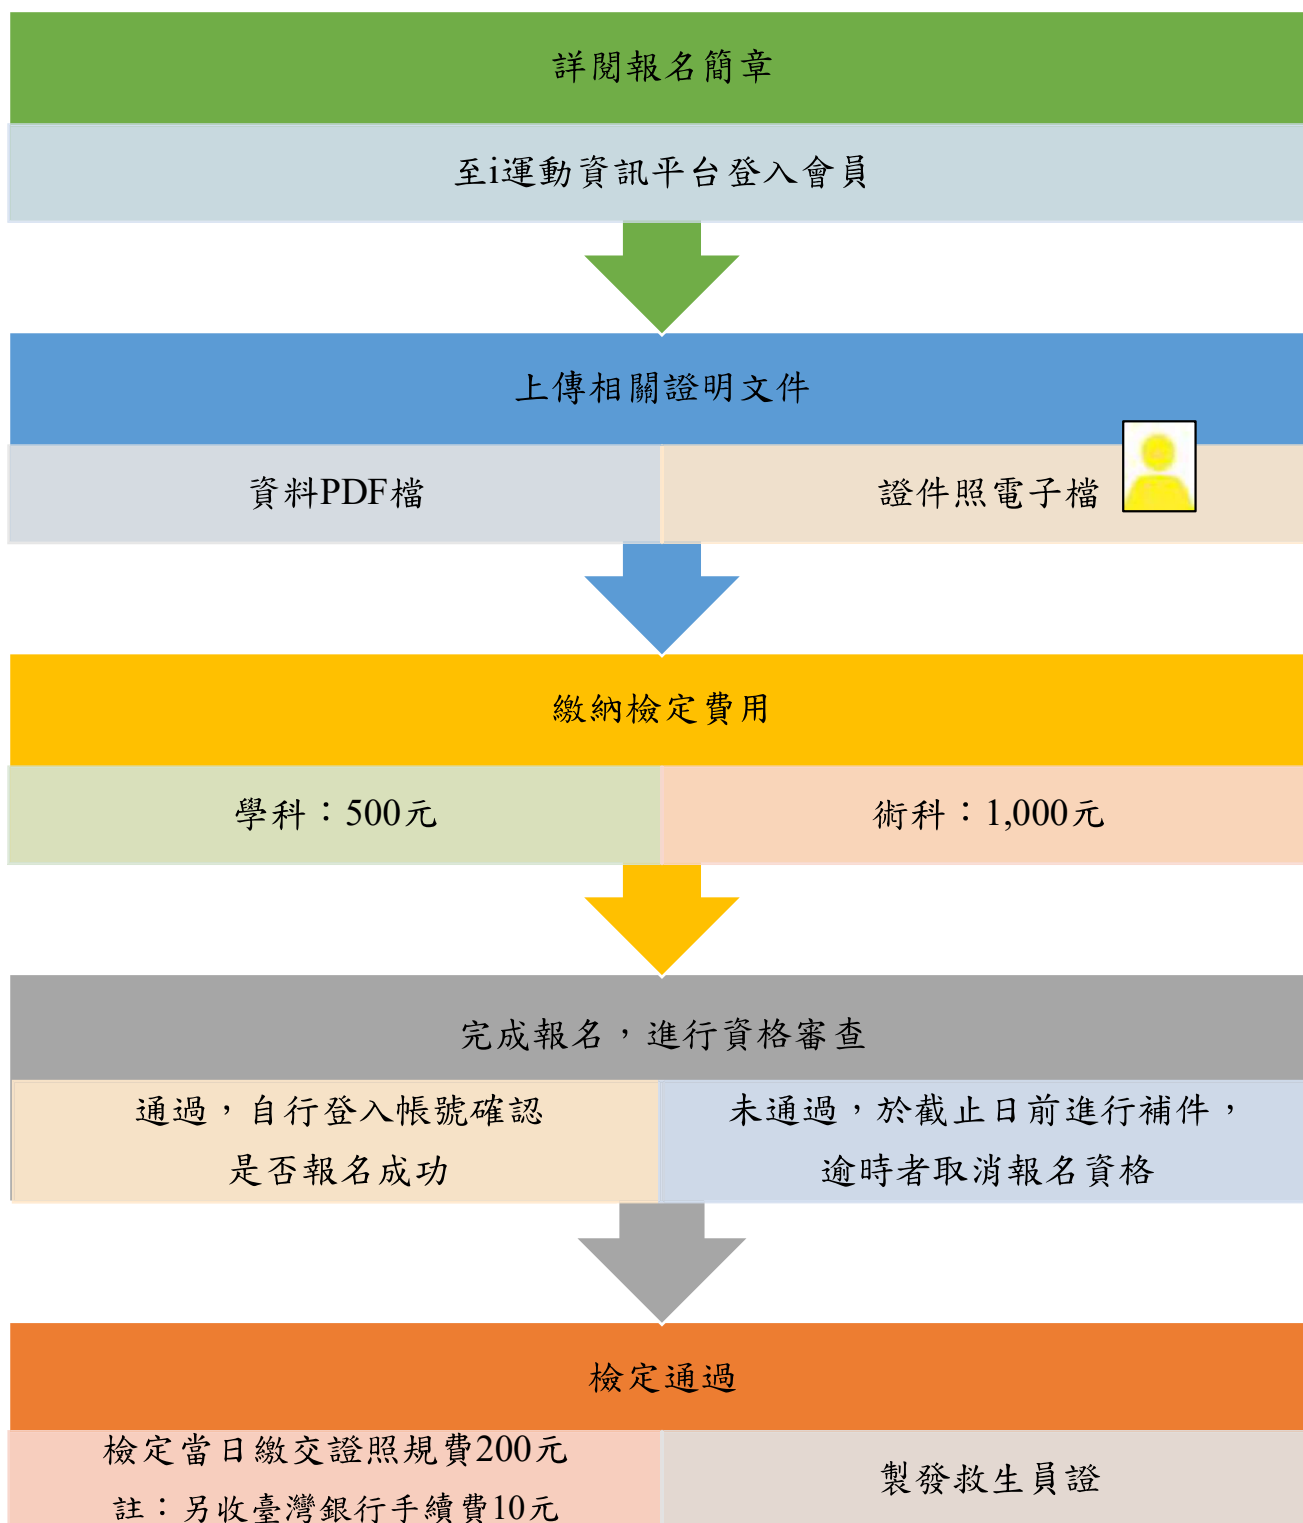 詳閱報名簡章
至i運動資訊平台登入會員
上傳相關證明文件
資料PDF檔
證件照電子檔
繳納檢定費用
學科：500元
術科：1,000元
完成報名，進行資格審查
通過，自行登入帳號確認
是否報名成功
未通過，於截止日前進行補件，
逾時者取消報名資格
檢定通過
檢定當日繳交證照規費200元
註：另收臺灣銀行手續費10元
製發救生員證